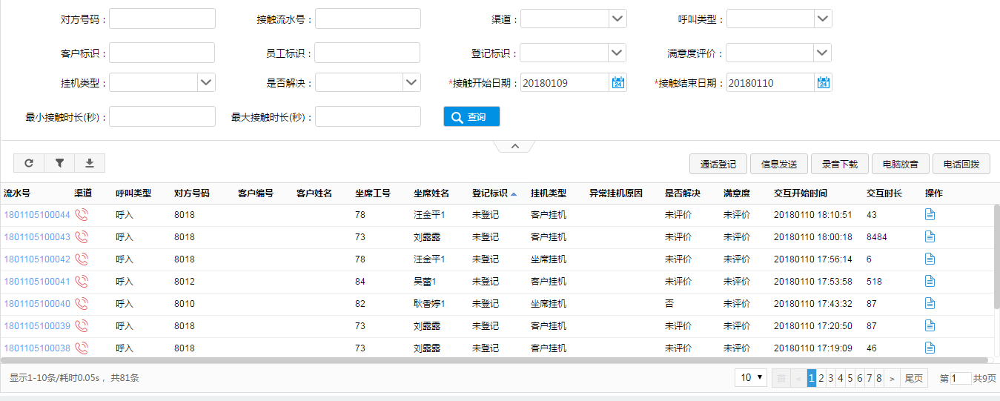 对方号码： 接触流水号： 渠道： 呼叫类型：
客户标识： 员工标识： 登记标识： 满意度评价：
挂机类型： 是否解决： *接触开始日期： 20180109 24 *接触结束日期： 20180110 24
最小接触时长(秒)： 最大接触时长(秒)： 查询
通话登记 信息发送 录音下载 电脑放音 电话回拨
流水号 渠道 呼叫类型 对方号码 客户编号 客户姓名 坐席工号 坐席姓名 登记标识 挂机类型 异常挂机原因 是否解决 满意度 交互开始时间 交互时长 操作
1801105100044 呼入 8018 78 汪金平1 未登记 客户挂机 未评价 未评价 20180110 18:10:51 43
1801105100043 呼入 8018 73 刘露露 未登记 客户挂机 未评价 未评价 20180110 18:00:18 8484
1801105100042 呼入 8018 78 汪金平1 未登记 坐席挂机 未评价 未评价 20180110 17:56:14 6
1801105100041 呼入 8012 84 吴蕾1 未登记 客户挂机 未评价 未评价 20180110 17:53:58 518
1801105100040 呼入 8010 82 耿香婷1 未登记 坐席挂机 否 未评价 20180110 17:43:32 87
1801105100039 呼入 8018 73 刘露露 未登记 客户挂机 未评价 未评价 20180110 17:20:50 87
1801105100038 呼入 8018 73 刘露露 未登记 客户挂机 未评价 未评价 20180110 17:19:09 46
显示1-10条/耗时0.05s ，共81条 10 首 < 1 2 3 4 5 6 7 8 > 尾页 第 1 共9页